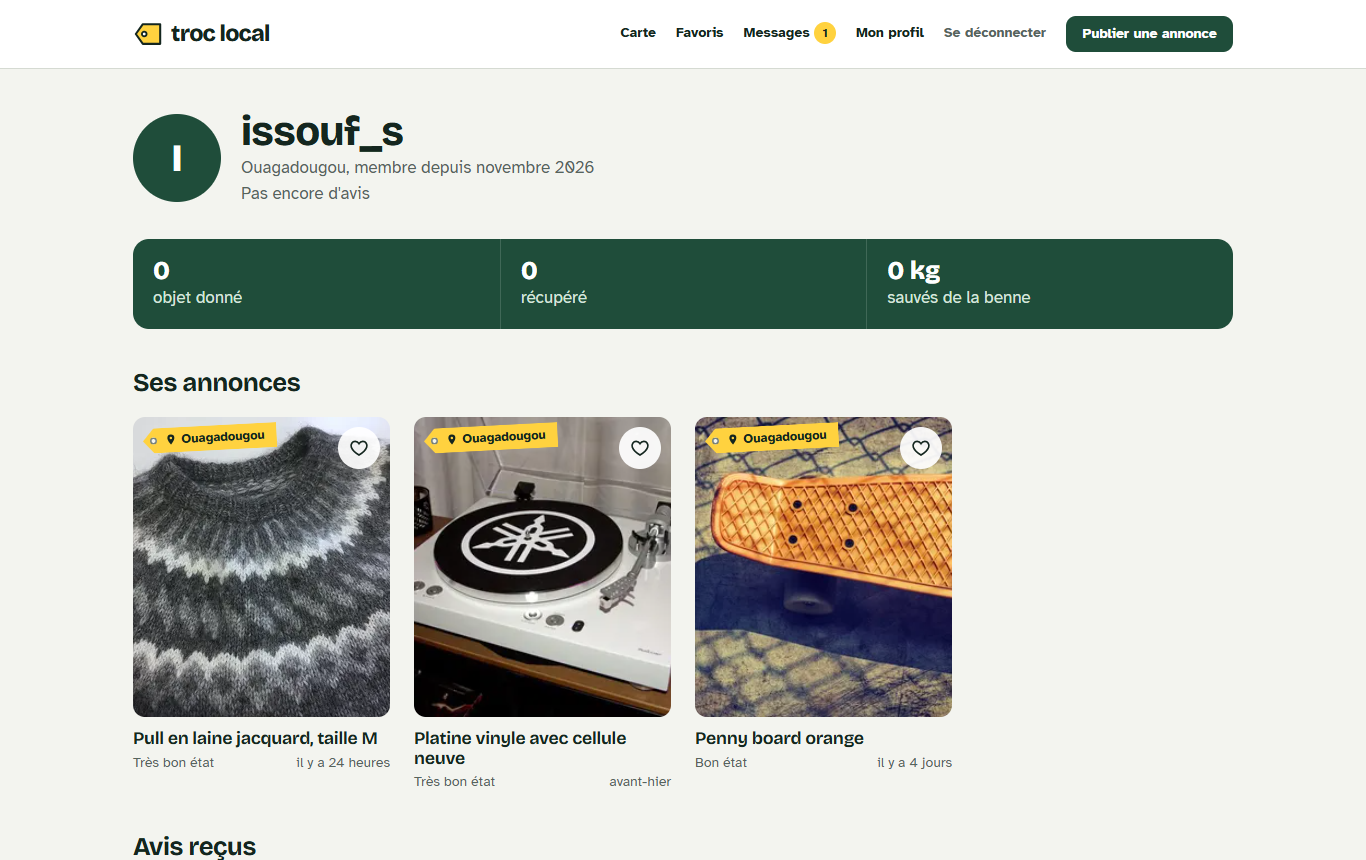 troc local
Carte Favoris Messages 1 Mon profil Se déconnecter Publier une annonce
I
issouf_s
Ouagadougou, membre depuis novembre 2026
Pas encore d'avis
0
objet donné
0
récupéré
0 kg
sauvés de la benne
Ses annonces
Ouagadougou
Pull en laine jacquard, taille M
Très bon état il y a 24 heures
Ouagadougou
Platine vinyle avec cellule
neuve
Très bon état avant-hier
Ouagadougou
Penny board orange
Bon état il y a 4 jours
Avis reçus